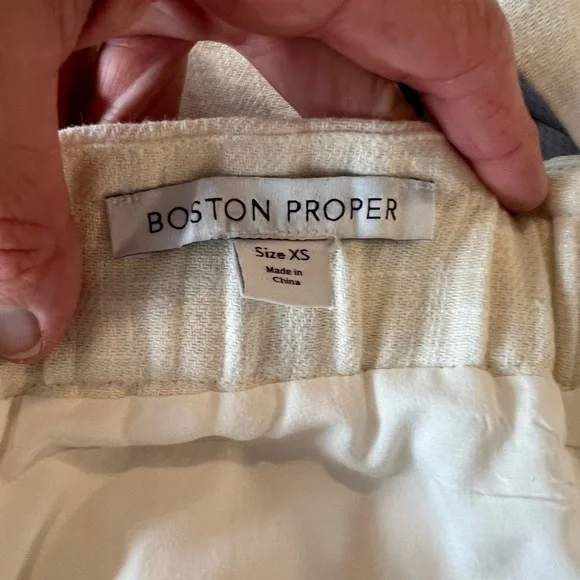 BOSTON PROPER
Size XS
Made in
China